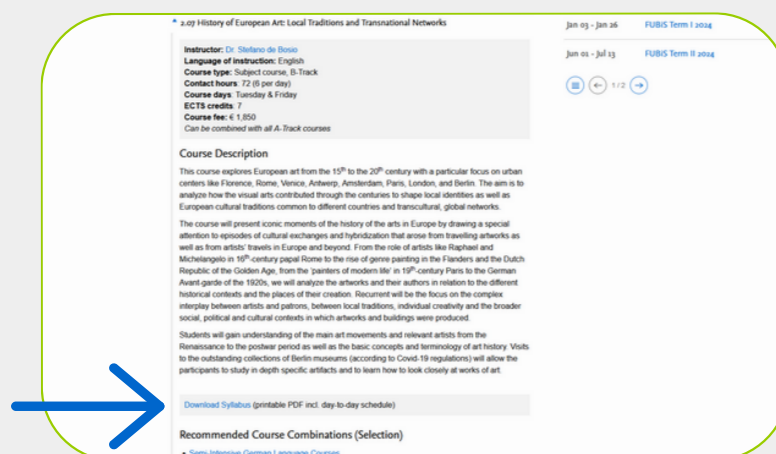 2.07 History of European Art: Local Traditions and Transnational Networks
Instructor: Dr. Stefano de Bosio
Language of instruction: English
Course type: Subject course, B-Track
Contact hours: 72 (6 per day)
Course days: Tuesday & Friday
ECTS credits: 7
Course fee: € 1,850
Can be combined with all A-Track courses
Course Description
This course explores European art from the 15th to the 20th century with a particular focus on urban
centers like Florence, Rome, Venice, Antwerp, Amsterdam, Paris, London, and Berlin. The aim is to
analyze how the visual arts contributed through the centuries to shape local identities as well as
European cultural traditions common to different countries and transcultural, global networks.
The course will present iconic moments of the history of the arts in Europe by drawing a special
attention to episodes of cultural exchanges and hybridization that arose from travelling artworks as
well as from artists' travels in Europe and beyond. From the role of artists like Raphael and
Michelangelo in 16th-century papal Rome to the rise of genre painting in the Flanders and the Dutch
Republic of the Golden Age, from the 'painters of modern life' in 19th-century Paris to the German
Avant-garde of the 1920s, we will analyze the artworks and their authors in relation to the different
historical contexts and the places of their creation. Recurrent will be the focus on the complex
interplay between artists and patrons, between local traditions, individual creativity and the broader
social, political and cultural contexts in which artworks and buildings were produced.
Students will gain understanding of the main art movements and relevant artists from the
Renaissance to the postwar period as well as the basic concepts and terminology of art history. Visits
to the outstanding collections of Berlin museums (according to Covid-19 regulations) will allow the
participants to study in depth specific artifacts and to learn how to look closely at works of art.
Download Syllabus (printable PDF incl. day-to-day schedule)
Recommended Course Combinations (Selection)
• Semi-Intensive German Language Courses
Jan 03 - Jan 26 FUBiS Term I 2024
Jun 01 - Jul 13 FUBiS Term II 2024
1/2